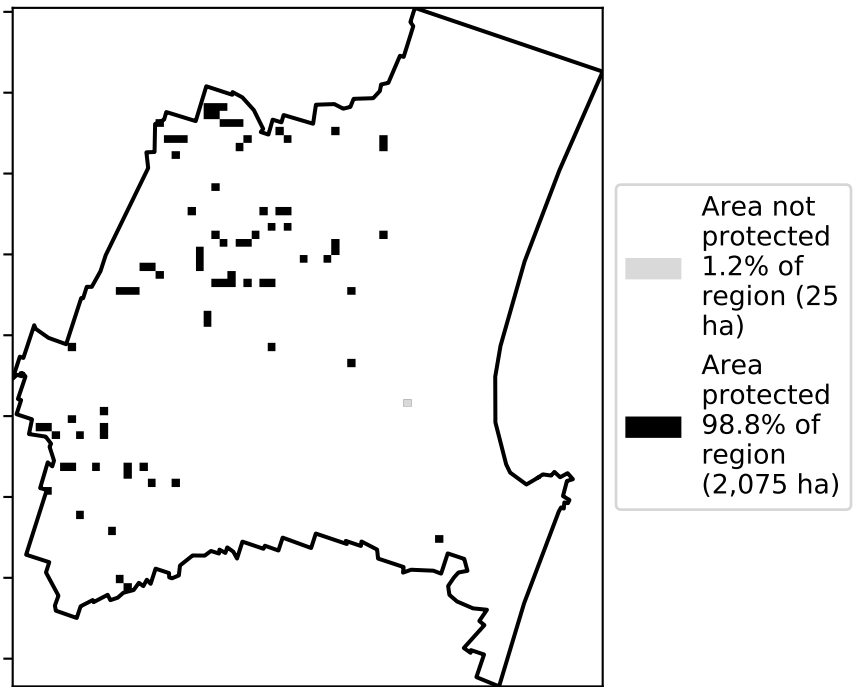 Area not
protected
1.2% of
region (25
ha)
Area
protected
98.8% of
region
(2,075 ha)